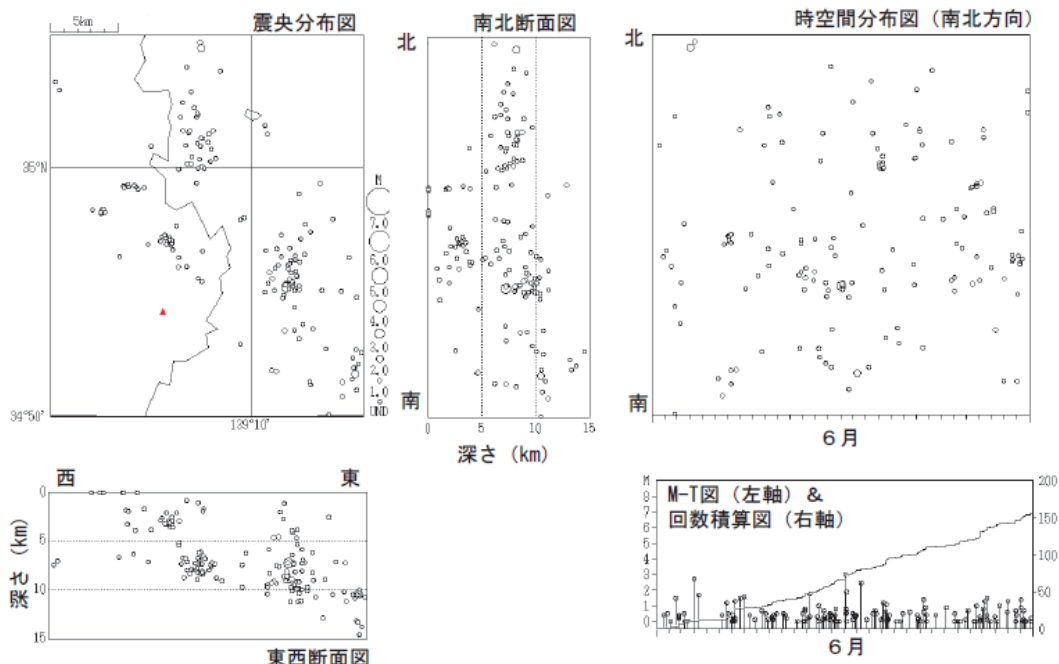 5km
震央分布図
35°N
34°50'
139°10'
M
7.0
6.0
5.0
4.0
3.0
2.0
1.0
UND
南北断面図
北
南
0
5
10
15
深さ (km)
時空間分布図 (南北方向)
北
南
6月
西
東
0
5
10
15
深さ (km)
東西断面図
M-T図 (左軸) &
回数積算図 (右軸)
M
8
7
6
5
4
3
2
1
0
200
150
100
50
0
6月